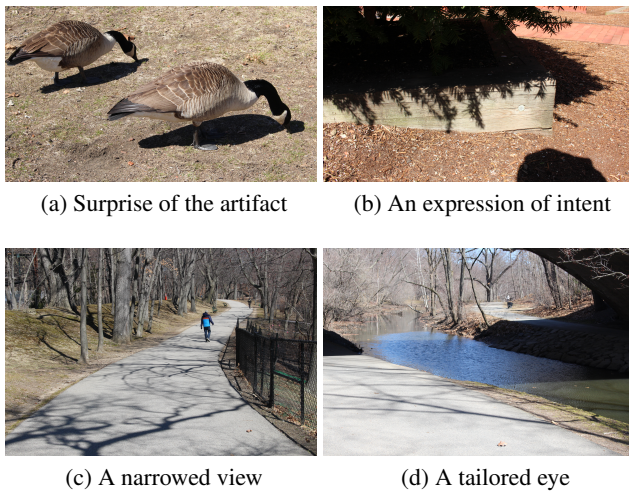 (a) Surprise of the artifact
(b) An expression of intent
(c) A narrowed view
(d) A tailored eye